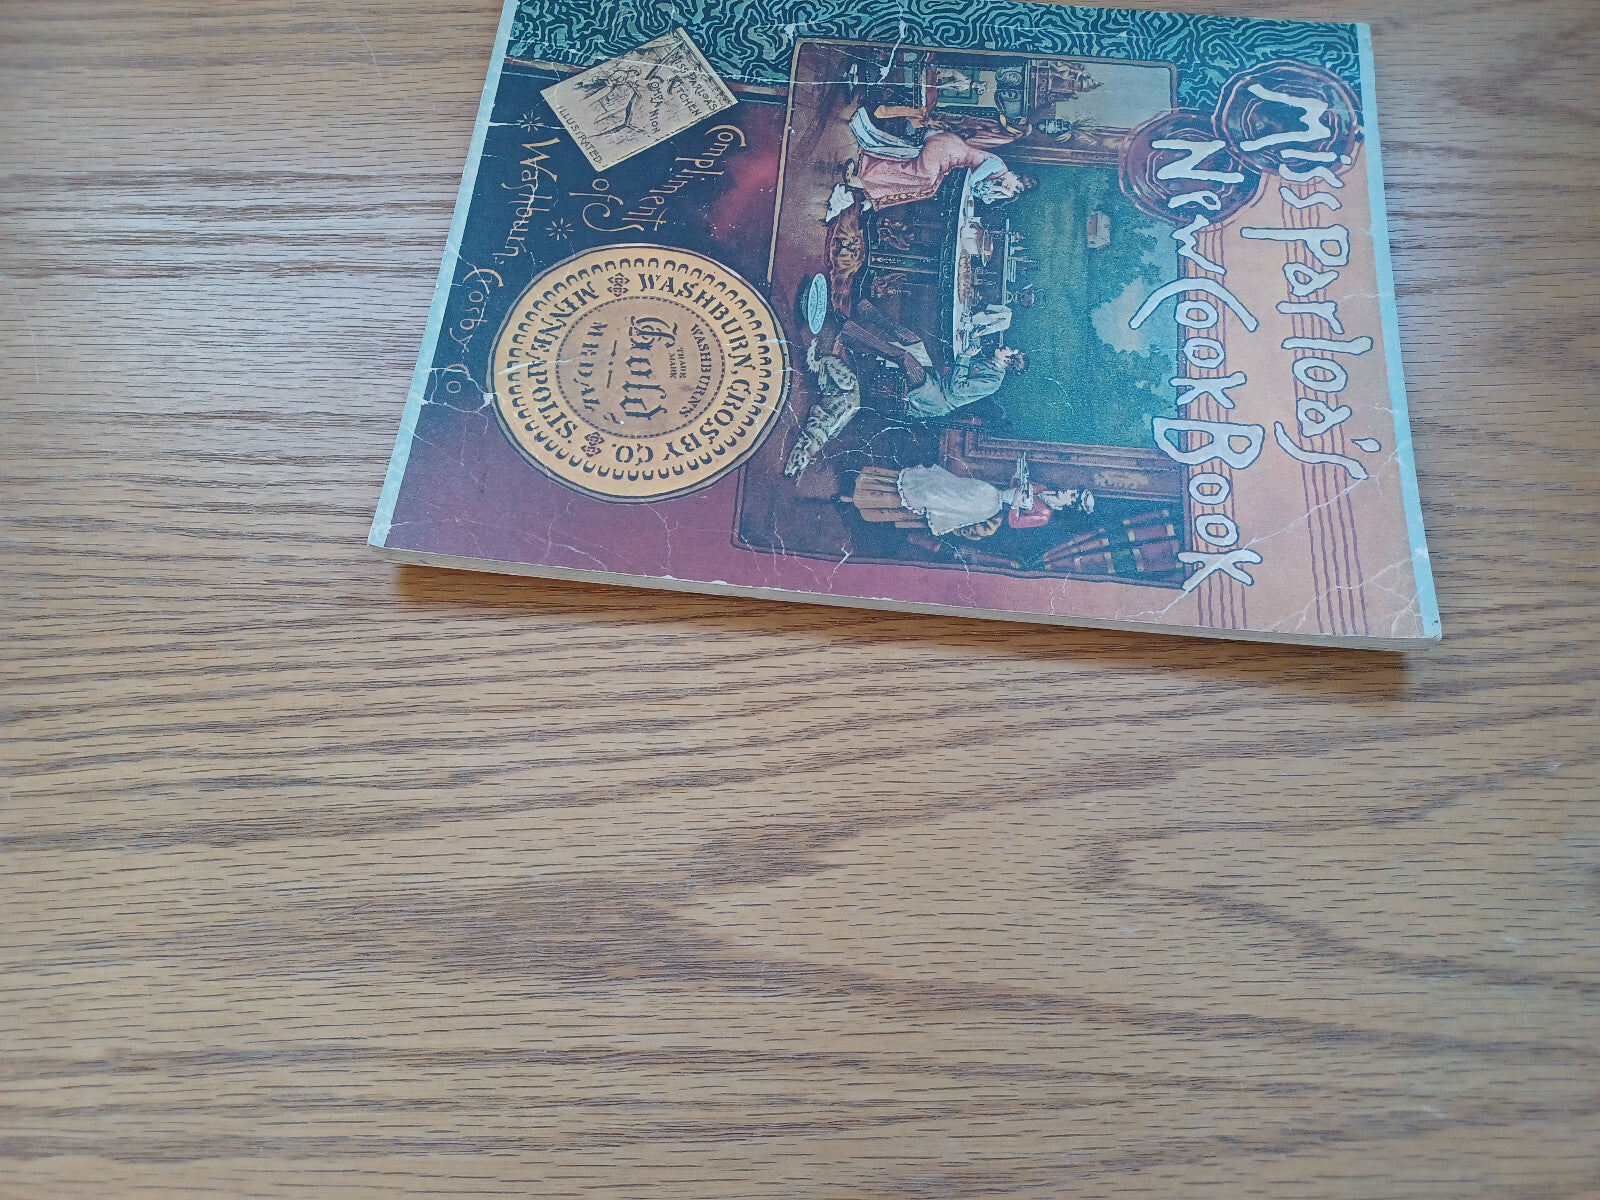 Miss Parloa's
New Cook Book
Miss Parloa's
Kitchen
Companion
Illustrated.
Compliments
of
Washburn. Crosby. Co.
WASHBURN, CROSBY CO
MINNEAPOLIS
WASHBURN'S
TRADE
MARK
Gold
MEDAL